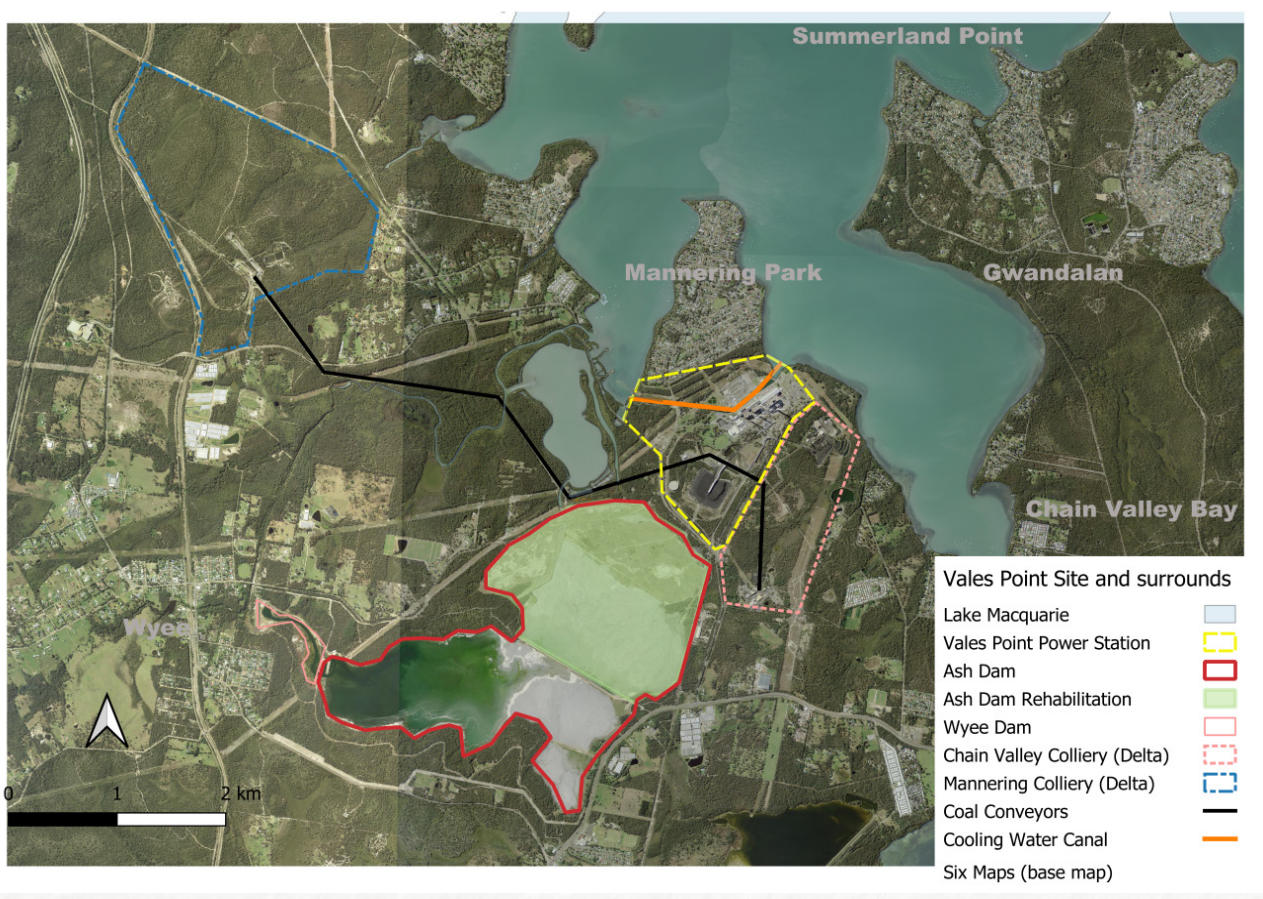 Summerland Point
Mannering Park
Gwandalan
Chain Valley Bay
Wyee
0 1 2 km
Vales Point Site and surrounds
Lake Macquarie
Vales Point Power Station
Ash Dam
Ash Dam Rehabilitation
Wyee Dam
Chain Valley Colliery (Delta)
Mannering Colliery (Delta)
Coal Conveyors
Cooling Water Canal
Six Maps (base map)